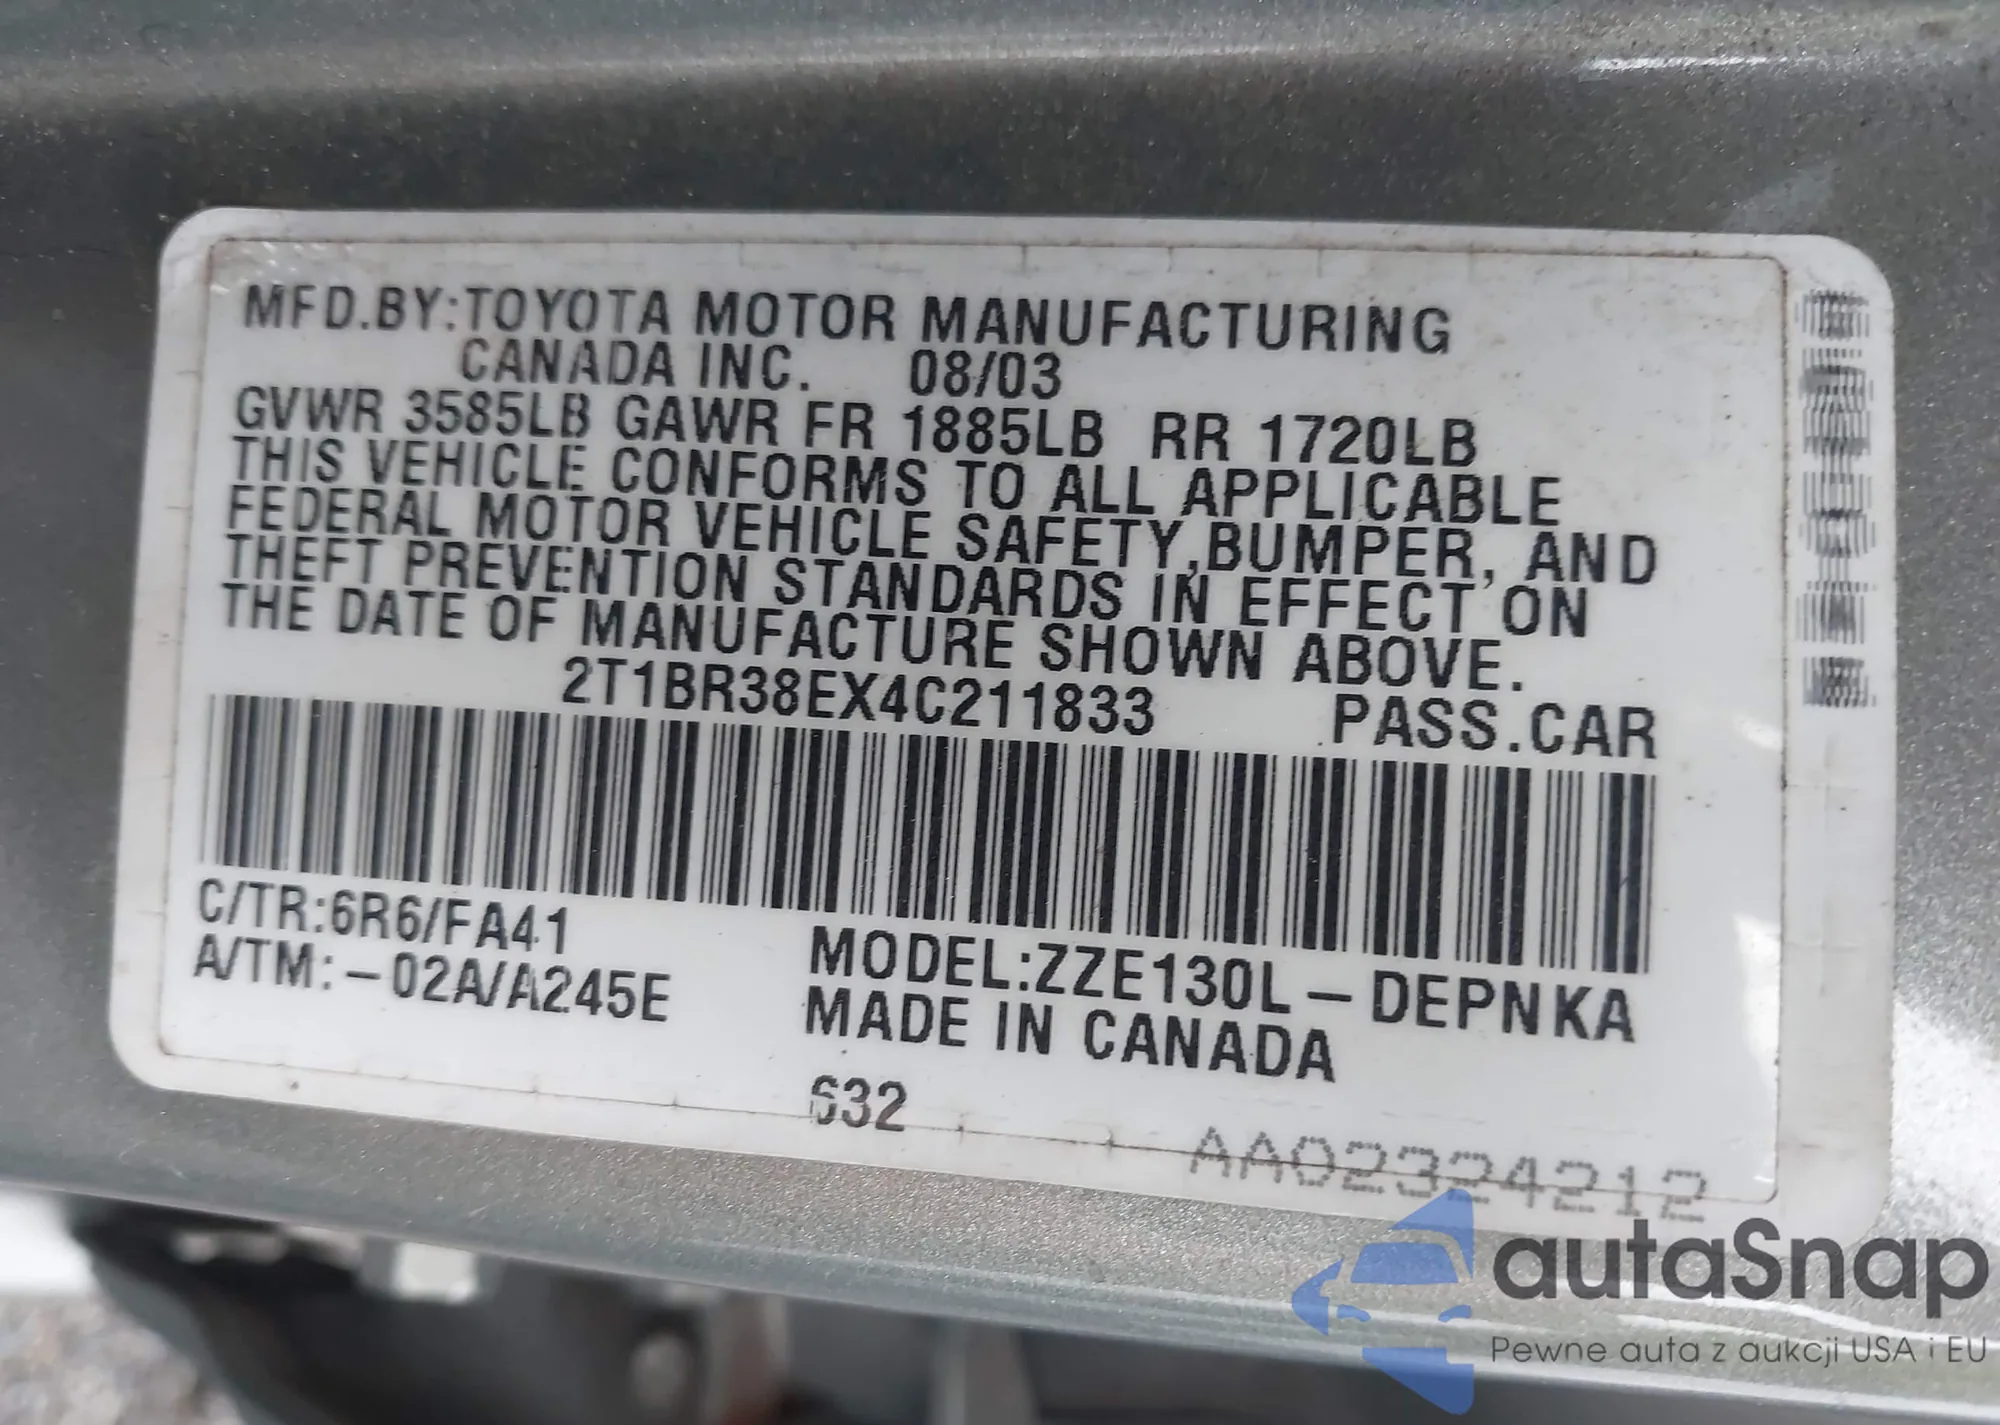 MFD.BY:TOYOTA MOTOR MANUFACTURING
CANADA INC. 08/03
GVWR 3585LB GAWR FR 1885LB RR 1720LB
THIS VEHICLE CONFORMS TO ALL APPLICABLE
FEDERAL MOTOR VEHICLE SAFETY,BUMPER, AND
THEFT PREVENTION STANDARDS IN EFFECT ON
THE DATE OF MANUFACTURE SHOWN ABOVE.
2T1BR38EX4C211833 PASS.CAR
C/TR:6R6/FA41
A/TM:-02A/A245E
MODEL:ZZE130L-DEPNKA
MADE IN CANADA
632
AA02324212
autaSnap
Pewne auta z aukcji USA i EU